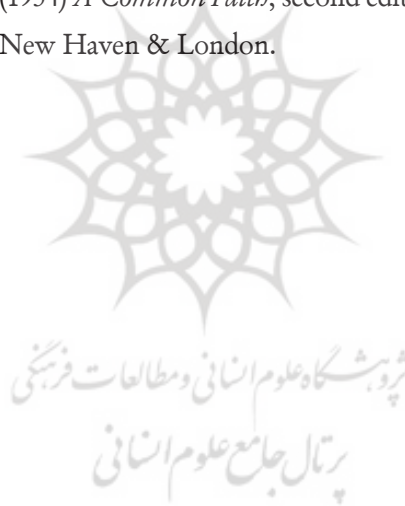 (1934) A Common Faith, second edit
New Haven & London.
پژوهشگاه علوم انسانی و مطالعات فرهنگی
پرتال جامع علوم انسانی